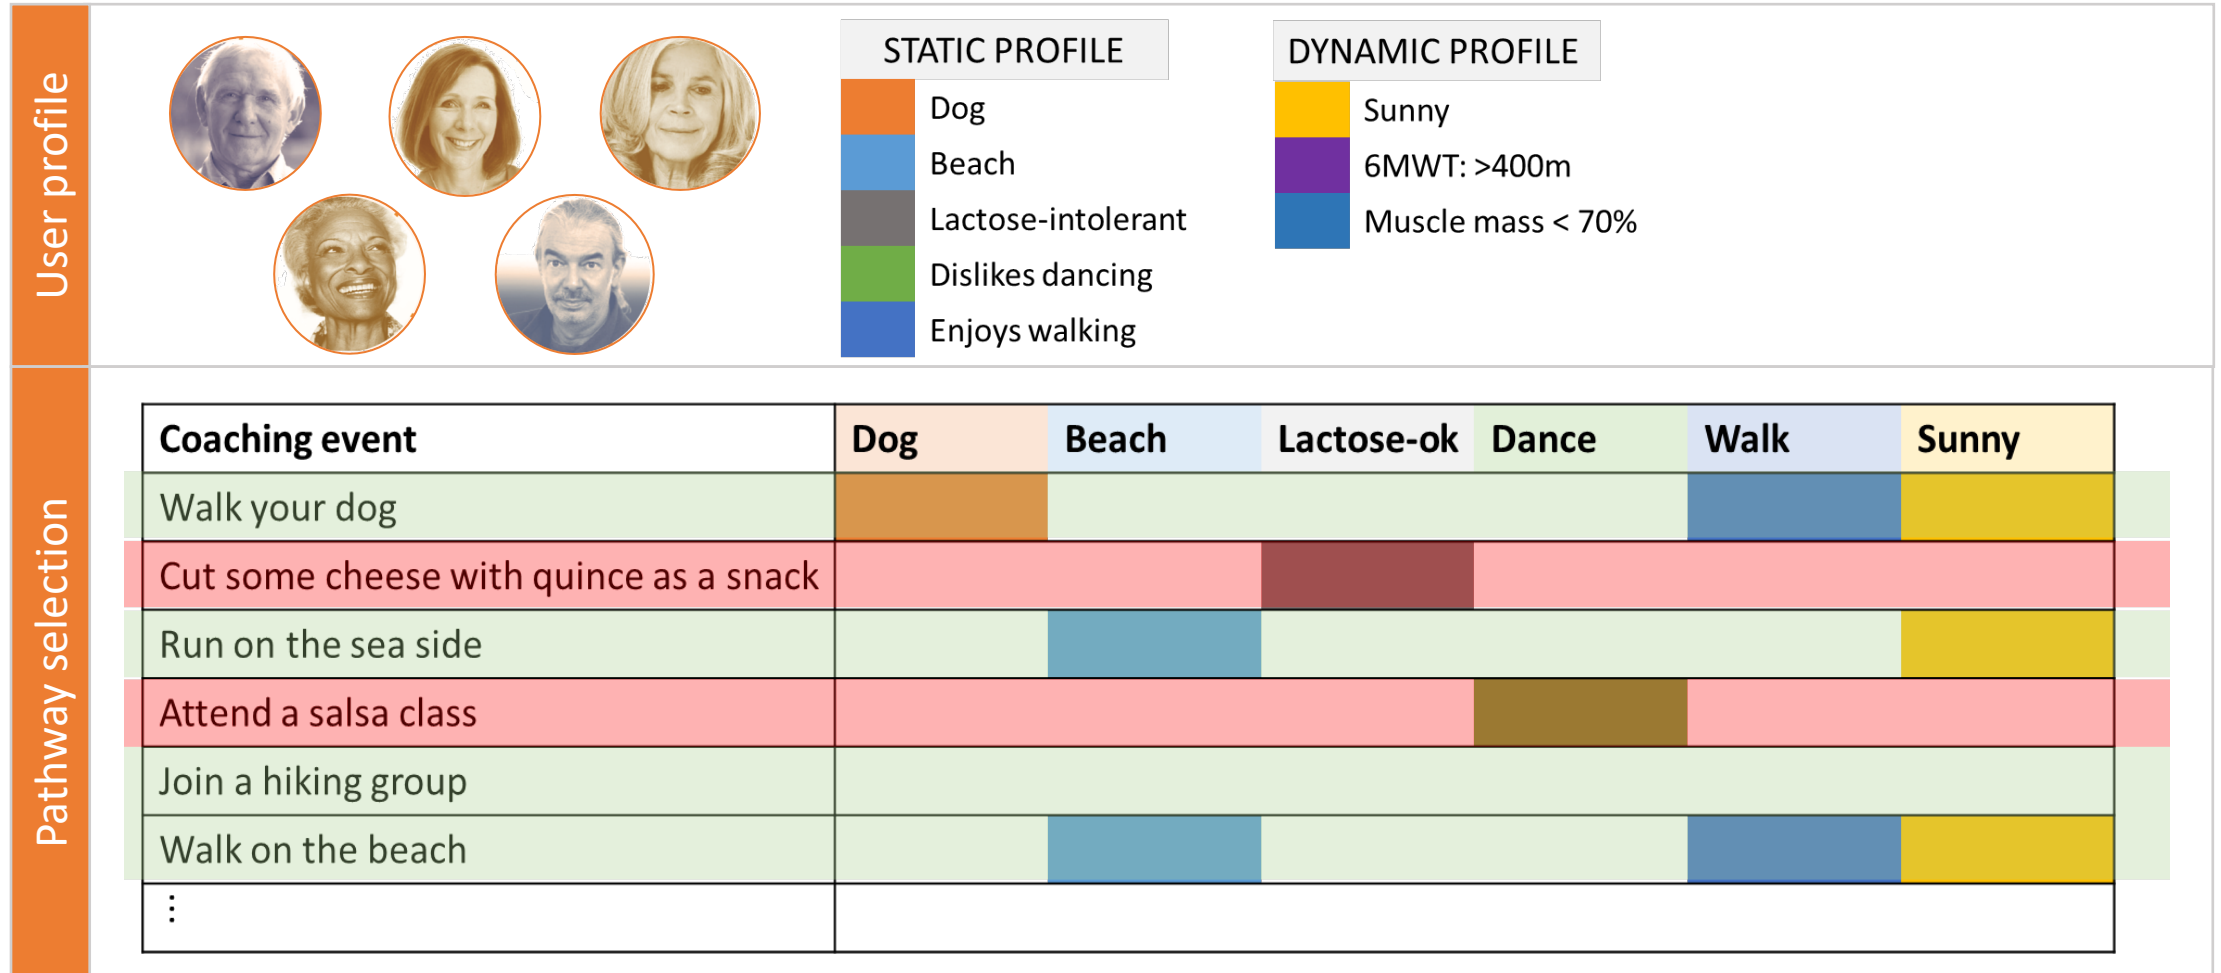 User profile
STATIC PROFILE
Dog
Beach
Lactose-intolerant
Dislikes dancing
Enjoys walking
DYNAMIC PROFILE
Sunny
6MWT: >400m
Muscle mass < 70%
Pathway selection
Coaching event Dog Beach Lactose-ok Dance Walk Sunny
Walk your dog
Cut some cheese with quince as a snack
Run on the sea side
Attend a salsa class
Join a hiking group
Walk on the beach
⋮